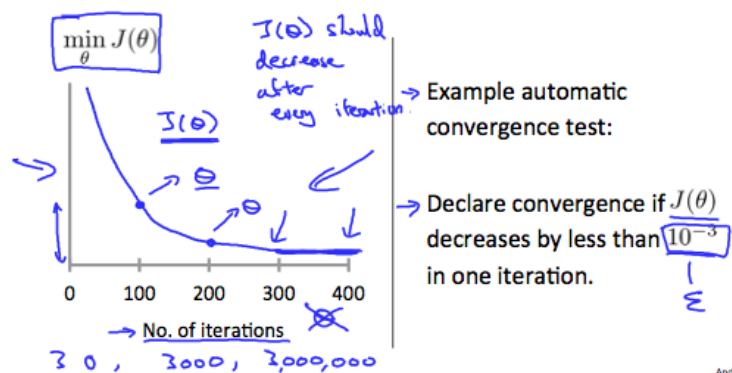 min J(θ)
θ
J(θ) should
decrease
after
every iteration.
J(θ)
θ
θ
0 100 200 300 400
→ No. of iterations
30, 3000, 3,000,000
→ Example automatic
convergence test:
→ Declare convergence if J(θ)
decreases by less than 10⁻³
in one iteration.
ε
And